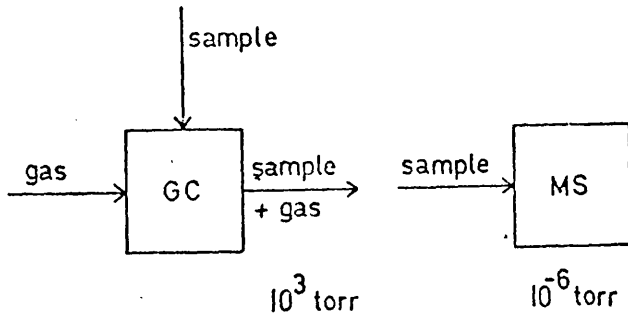 sample
gas
GC
sample
+ gas
sample
MS
10³ torr
10⁻⁶ torr